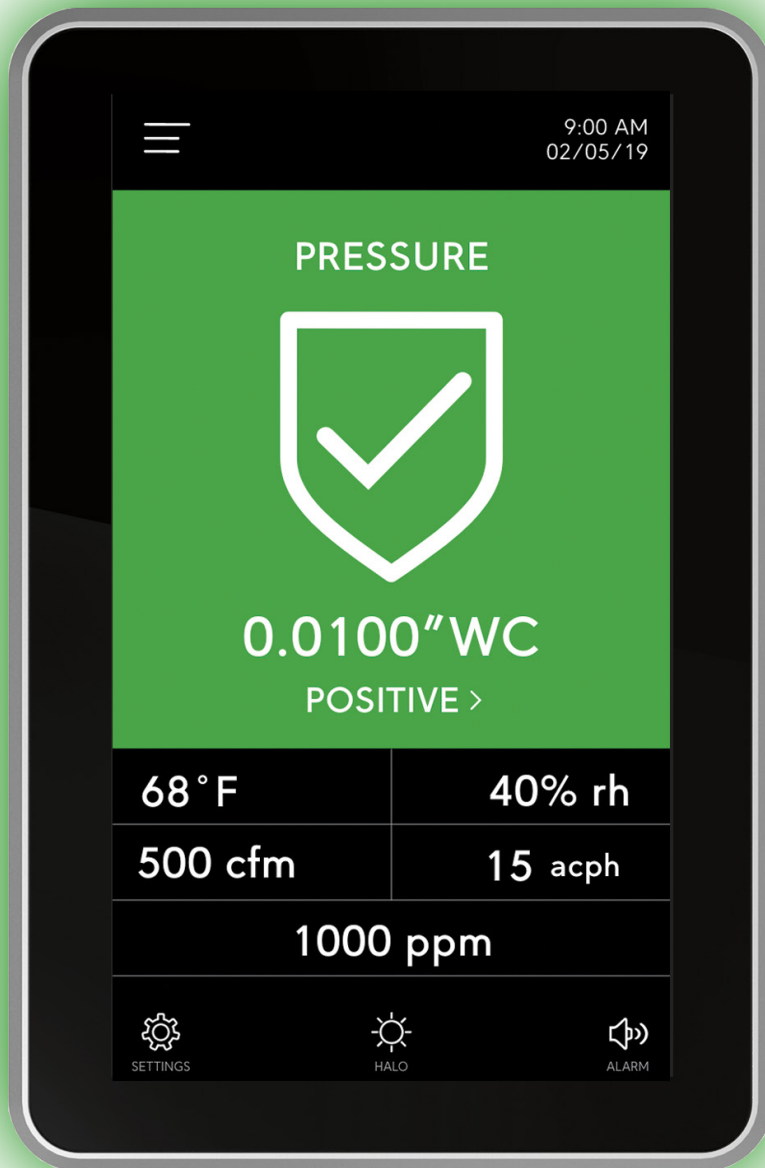 9:00 AM
02/05/19
PRESSURE
0.0100"WC
POSITIVE >
68°F
40% rh
500 cfm
15 acph
1000 ppm
SETTINGS
HALO
ALARM